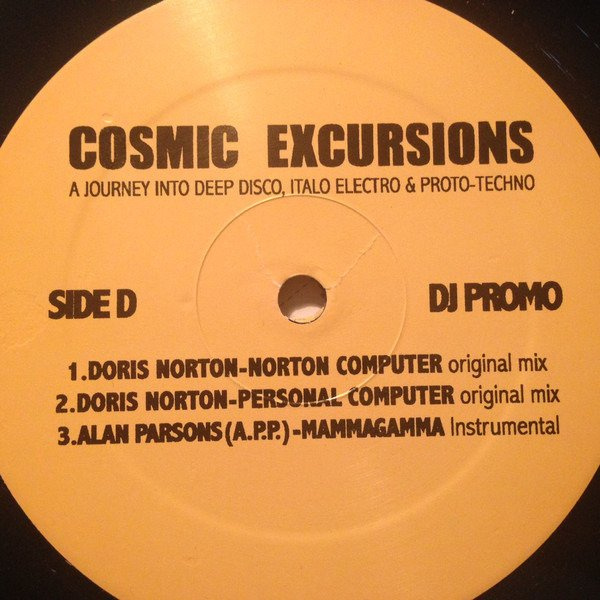 COSMIC EXCURSIONS
A JOURNEY INTO DEEP DISCO, ITALO ELECTRO & PROTO-TECHNO
SIDE D
DJ PROMO
1.DORIS NORTON-NORTON COMPUTER original mix
2.DORIS NORTON-PERSONAL COMPUTER original mix
3.ALAN PARSONS (A.P.P.) -MAMMAGAMMA Instrumental